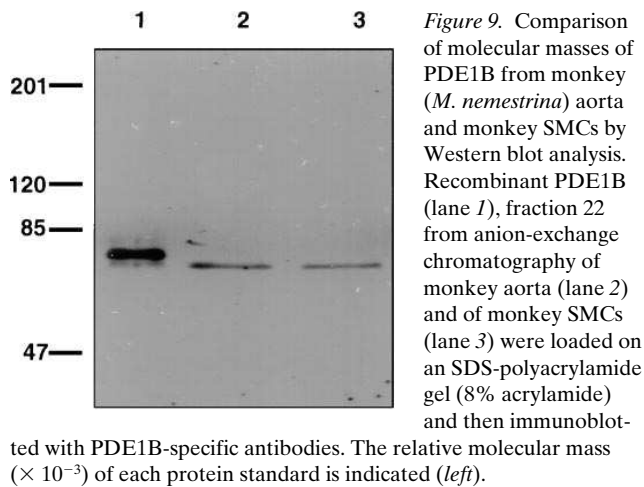 1 2 3
201
120
85
47
Figure 9. Comparison
of molecular masses of
PDE1B from monkey
(M. nemestrina) aorta
and monkey SMCs by
Western blot analysis.
Recombinant PDE1B
(lane 1), fraction 22
from anion-exchange
chromatography of
monkey aorta (lane 2)
and of monkey SMCs
(lane 3) were loaded on
an SDS-polyacrylamide
gel (8% acrylamide)
and then immunoblot-
ted with PDE1B-specific antibodies. The relative molecular mass
(× 10⁻³) of each protein standard is indicated (left).